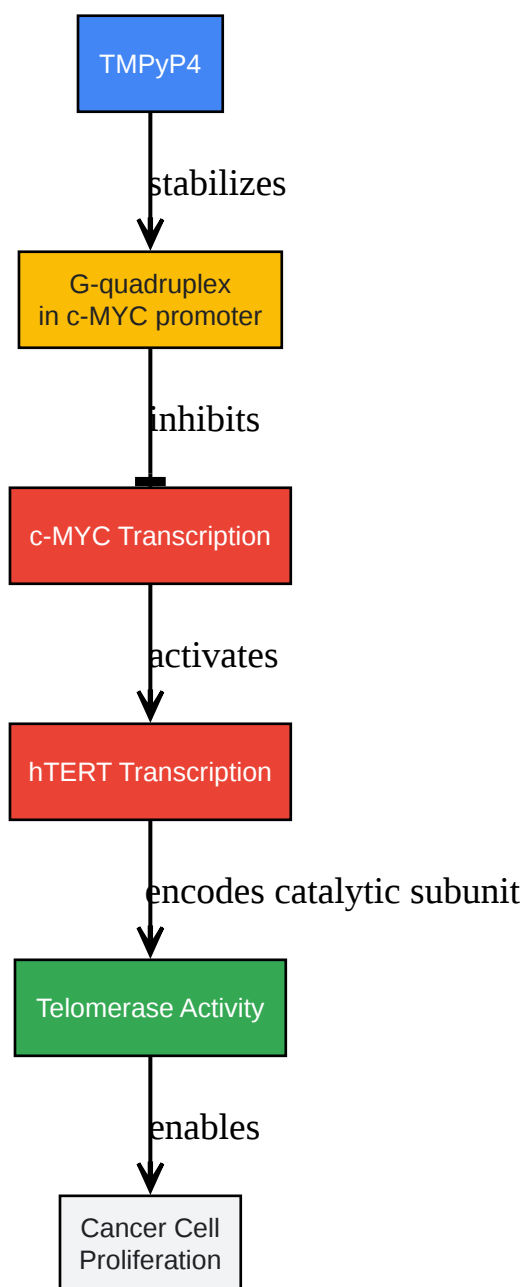 TMPyP4
stabilizes
G-quadruplex
in c-MYC promoter
inhibits
c-MYC Transcription
activates
hTERT Transcription
encodes catalytic subunit
Telomerase Activity
enables
Cancer Cell
Proliferation